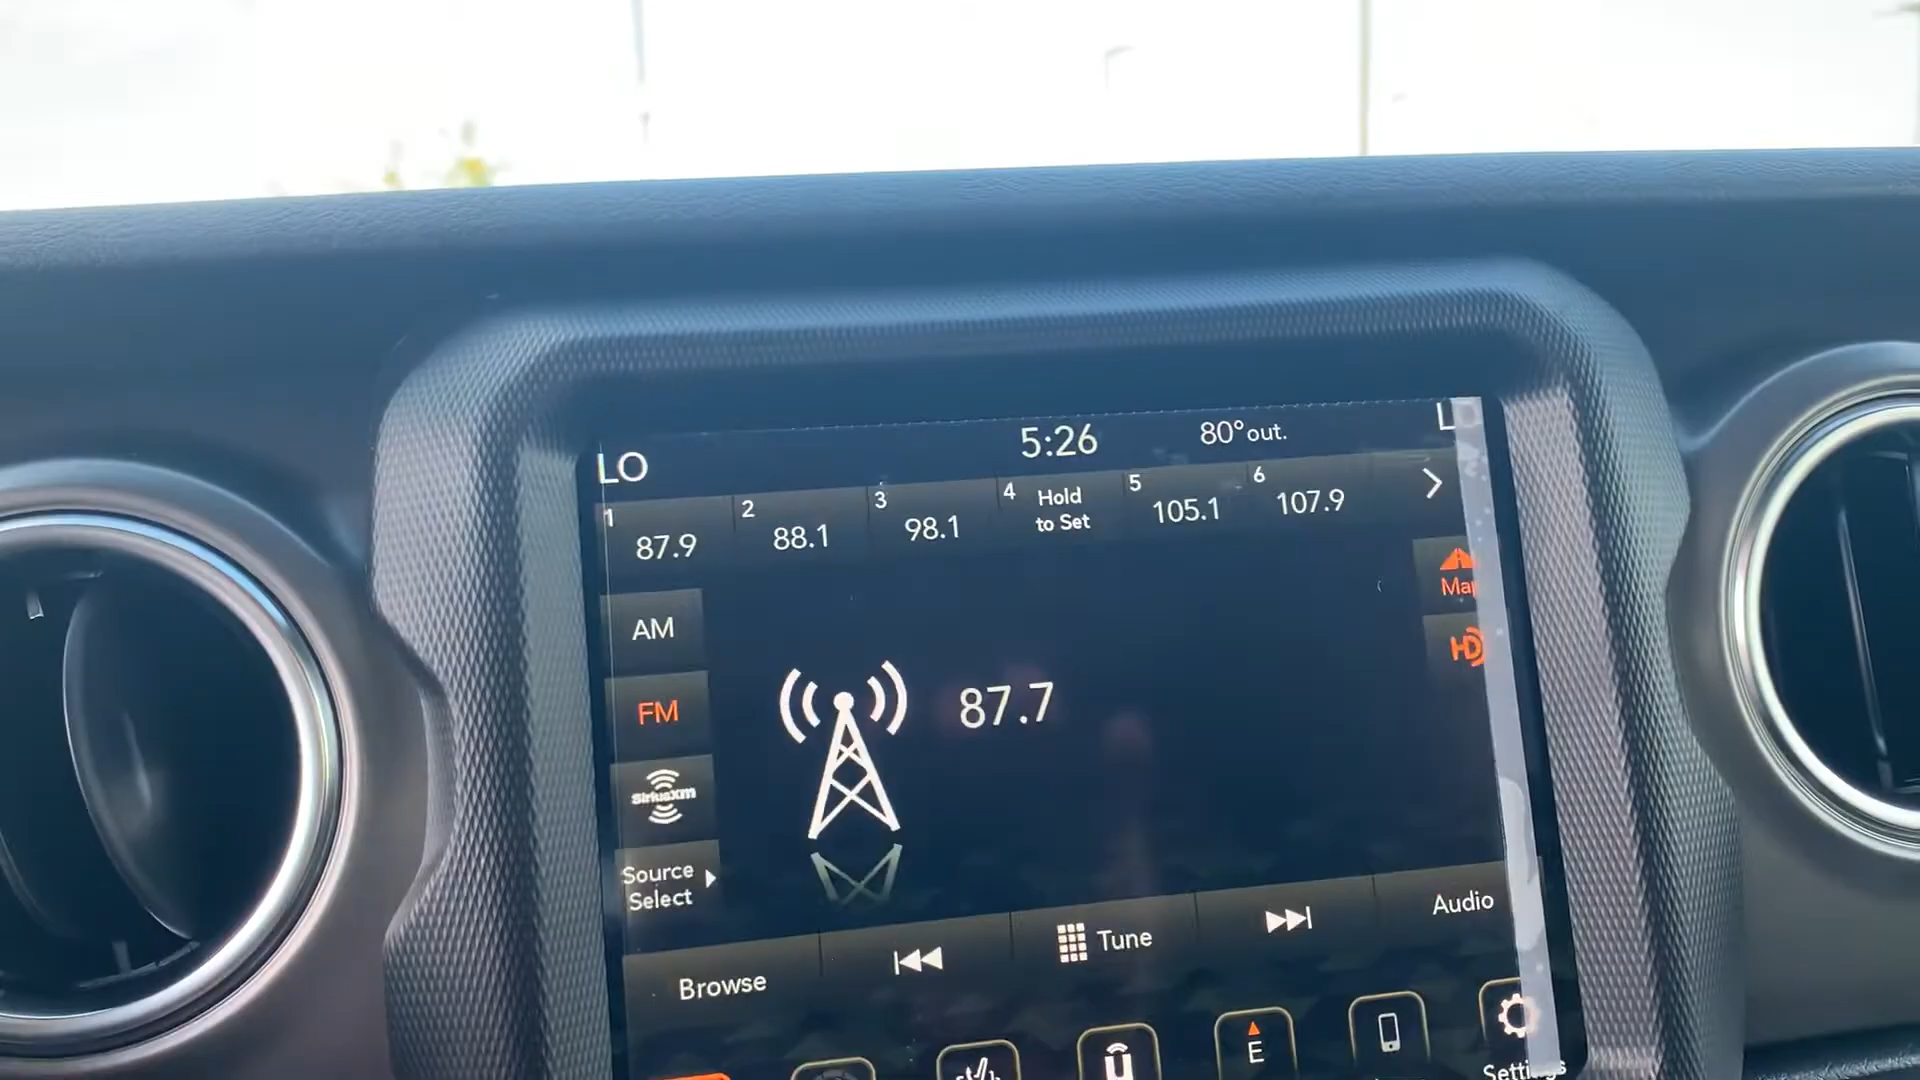 LO
5:26
80° out.
L
1
87.9
2
88.1
3
98.1
4
Hold
to Set
5
105.1
6
107.9
AM
FM
SiriusXM
Source
Select
87.7
HD
Browse
Tune
Audio
E
Settings